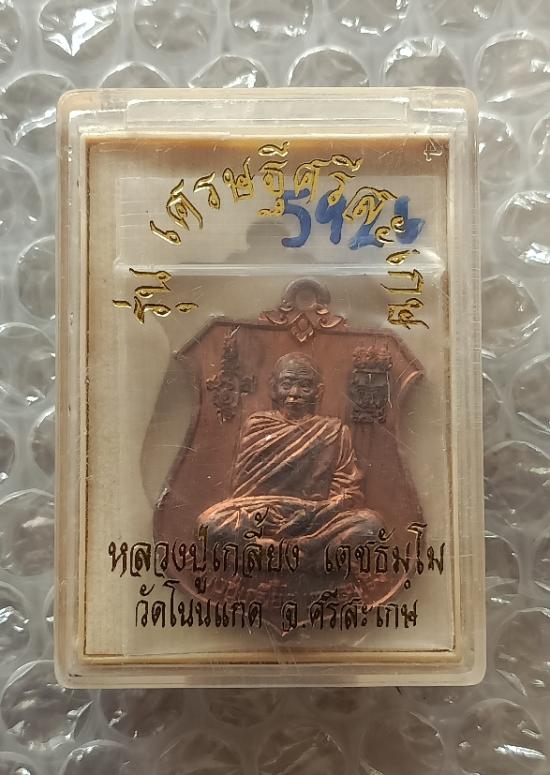 รุ่น เศรษฐีศรีสะเกษ
5926
หลวงปู่เกลี้ยง เตชธัมฺโม
วัดโนนแกด จ.ศรีสะเกษ